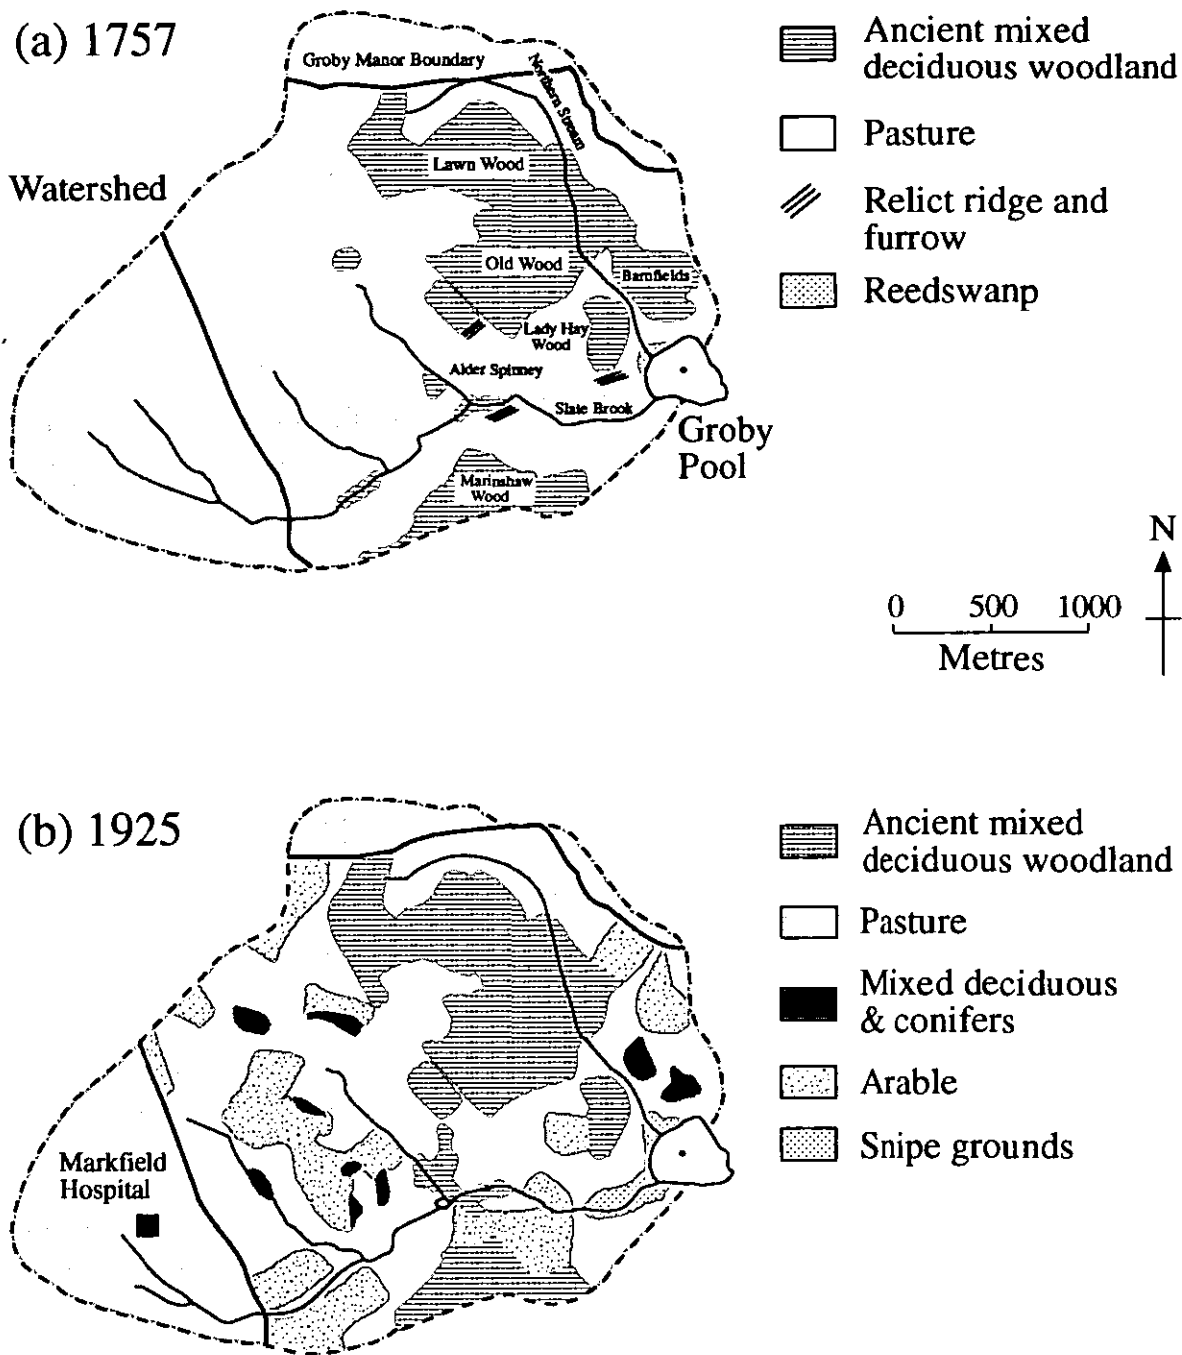 (a) 1757
Groby Manor Boundary
Northern Stream
Lawn Wood
Watershed
Old Wood
Barnfields
Lady Hay
Wood
Alder Spinney
Slate Brook
Groby
Pool
Marinshaw
Wood
Ancient mixed
deciduous woodland
Pasture
Relict ridge and
furrow
Reedswanp
N
0 500 1000
Metres
(b) 1925
Markfield
Hospital
Ancient mixed
deciduous woodland
Pasture
Mixed deciduous
& conifers
Arable
Snipe grounds